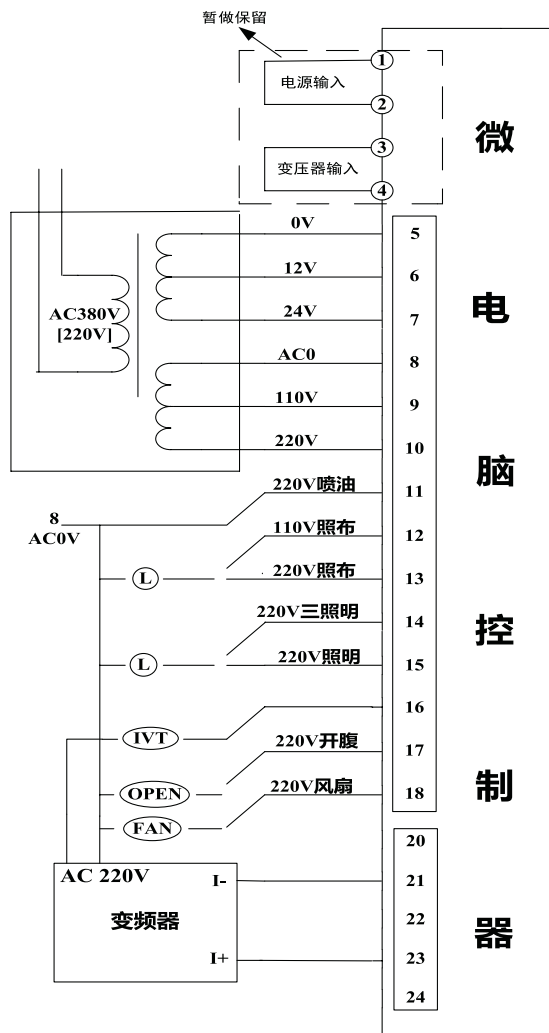 暂做保留
1
电源输入
2
微
3
变压器输入
4
0V
5
12V
6
AC380V
[220V]
24V
7
电
AC0
8
110V
9
220V
10
脑
220V喷油
11
8
AC0V
110V照布
12
L
220V照布
13
220V三照明
14
控
L
220V照明
15
16
IVT
220V开腹
17
OPEN
220V风扇
18
制
FAN
20
AC 220V
I-
21
变频器
22
器
I+
23
24